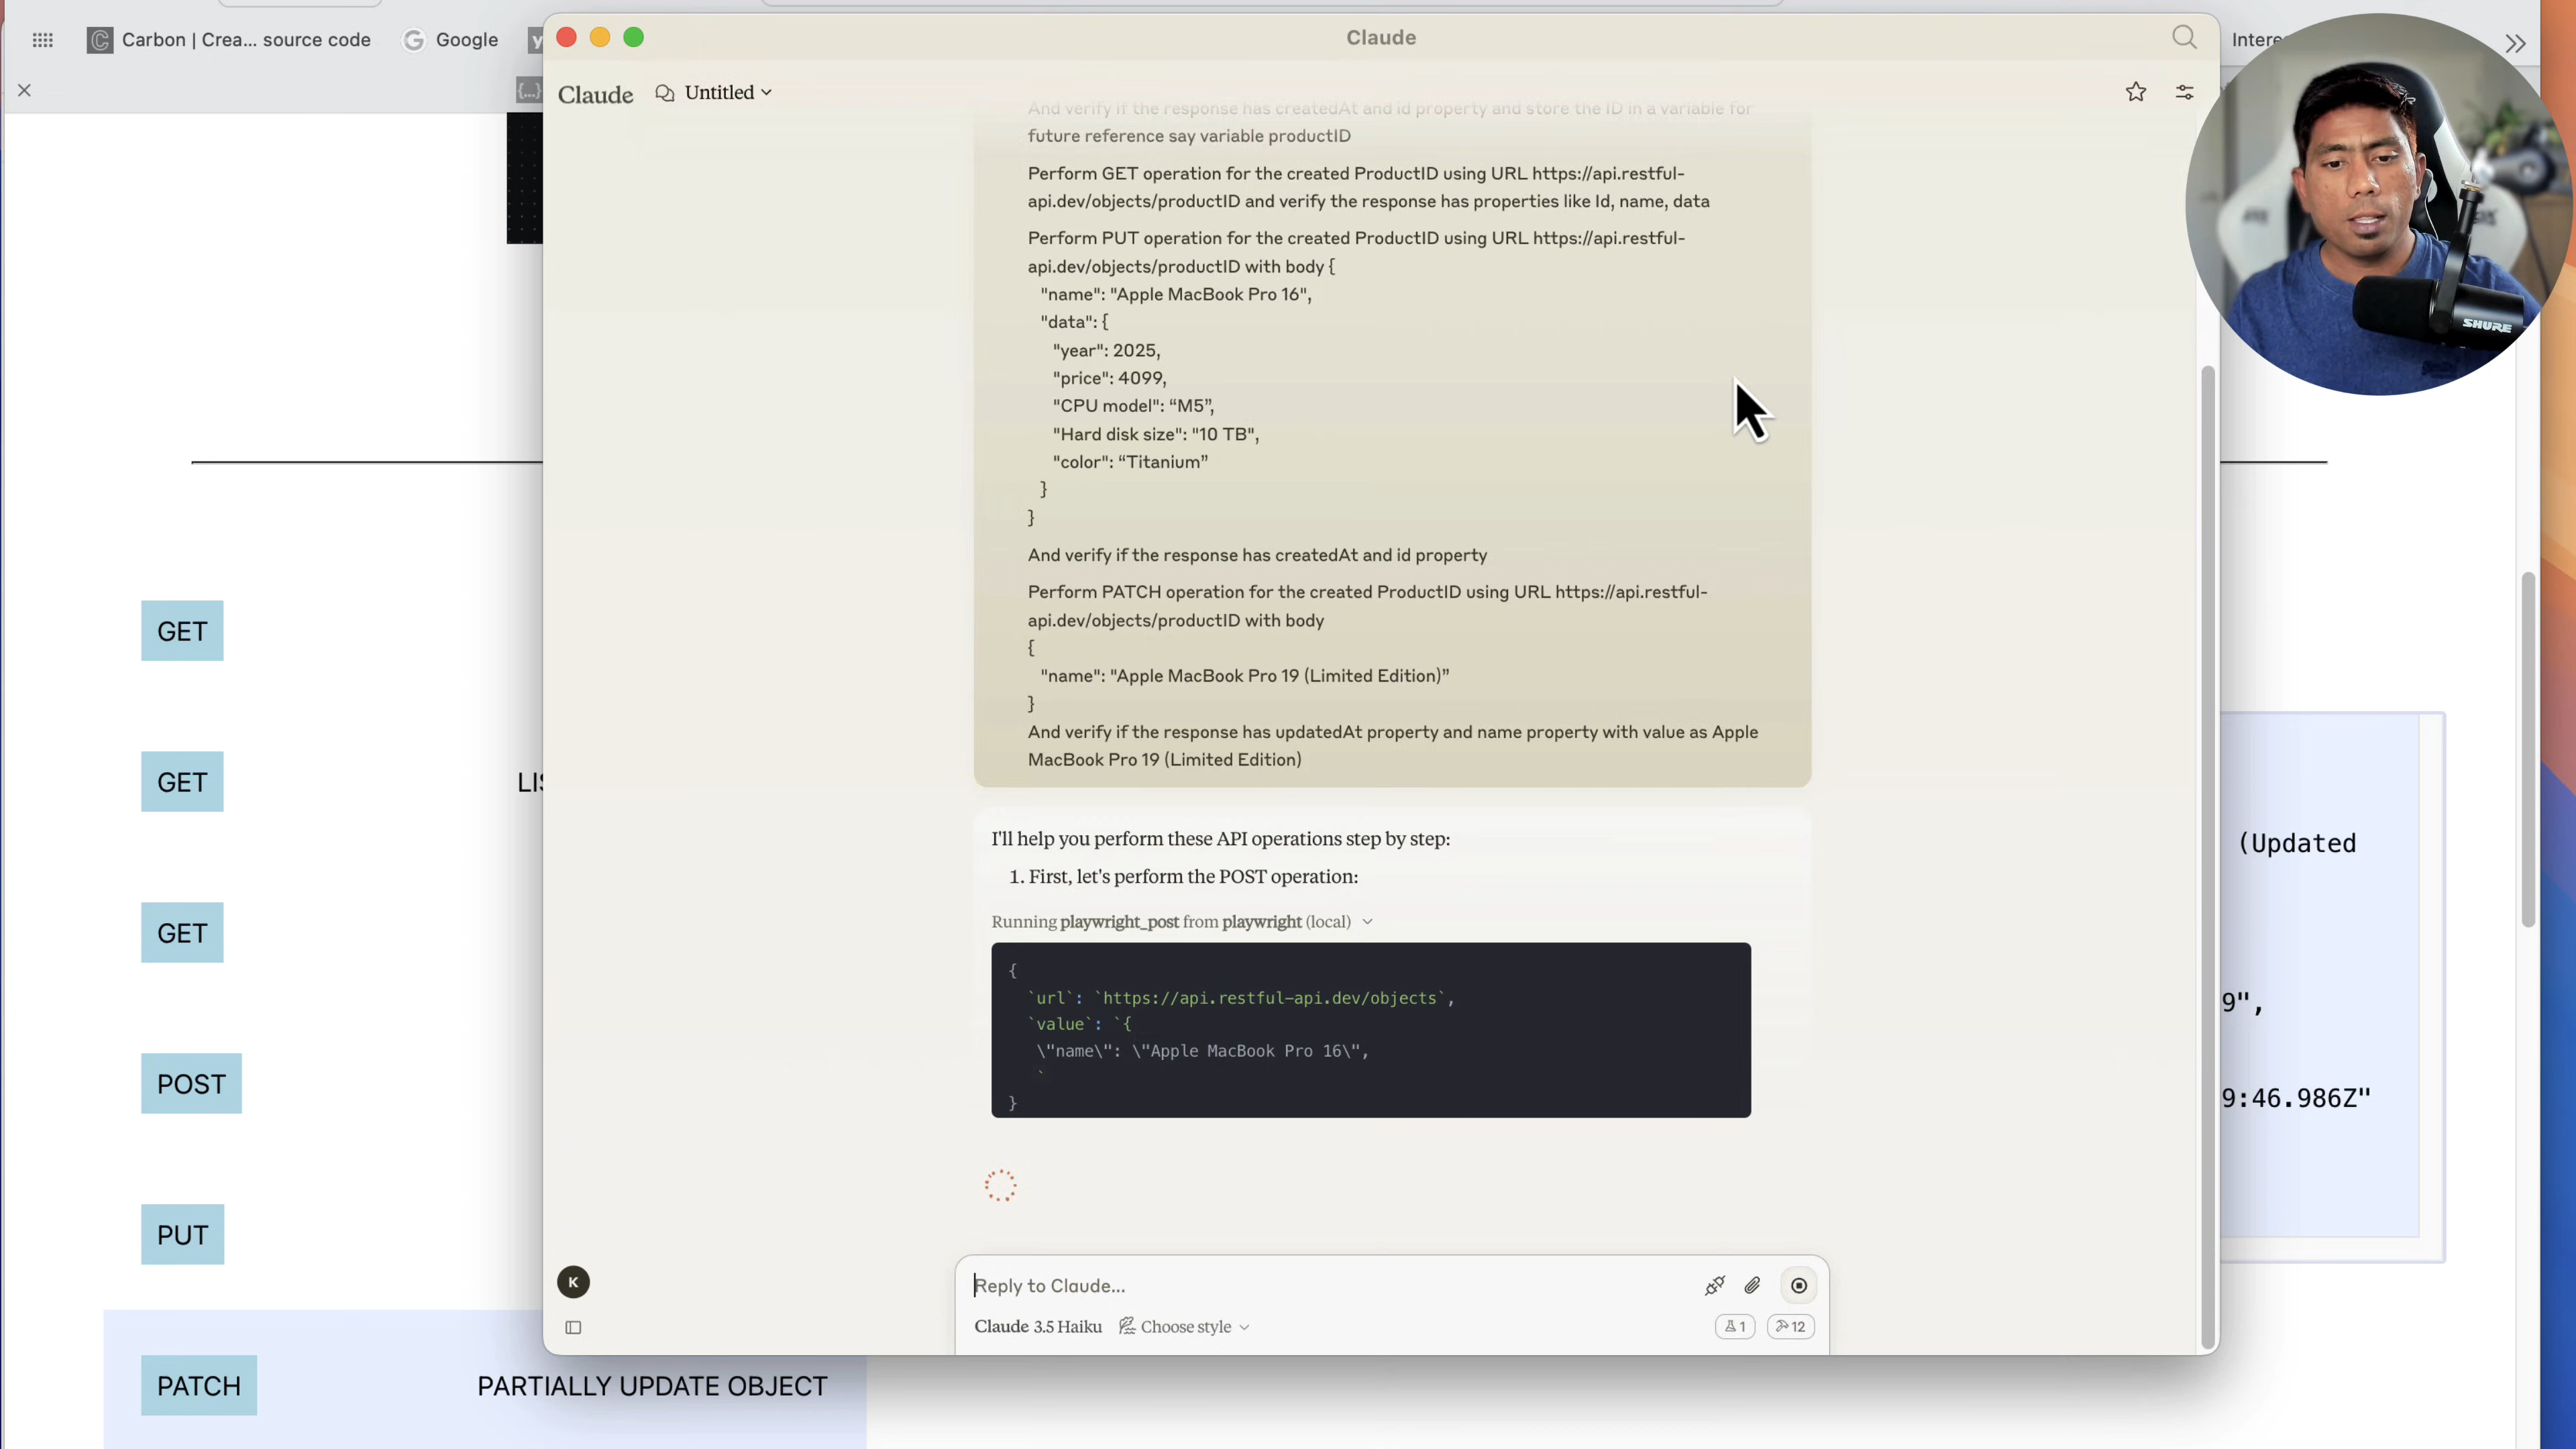 Carbon | Crea... source code
Google
y
Claude
Intere
Claude
Untitled
And verify if the response has createdAt and id property and store the ID in a variable for
future reference say variable productID
Perform GET operation for the created ProductID using URL https://api.restful-
api.dev/objects/productID and verify the response has properties like Id, name, data
Perform PUT operation for the created ProductID using URL https://api.restful-
api.dev/objects/productID with body {
"name": "Apple MacBook Pro 16",
"data": {
"year": 2025,
"price": 4099,
"CPU model": “M5”,
"Hard disk size": "10 TB",
"color": “Titanium”
}
}
And verify if the response has createdAt and id property
Perform PATCH operation for the created ProductID using URL https://api.restful-
api.dev/objects/productID with body
{
"name": "Apple MacBook Pro 19 (Limited Edition)”
}
And verify if the response has updatedAt property and name property with value as Apple
MacBook Pro 19 (Limited Edition)
I'll help you perform these API operations step by step:
1. First, let's perform the POST operation:
Running playwright_post from playwright (local)
{
`url`: `https://api.restful-api.dev/objects`,
`value`: `{
\"name\": \"Apple MacBook Pro 16\",
`
}
K
Reply to Claude...
Claude 3.5 Haiku
Choose style
1
12
GET
GET
LIS
GET
POST
PUT
PATCH
PARTIALLY UPDATE OBJECT
(Updated
9",
9:46.986Z"
SHURE